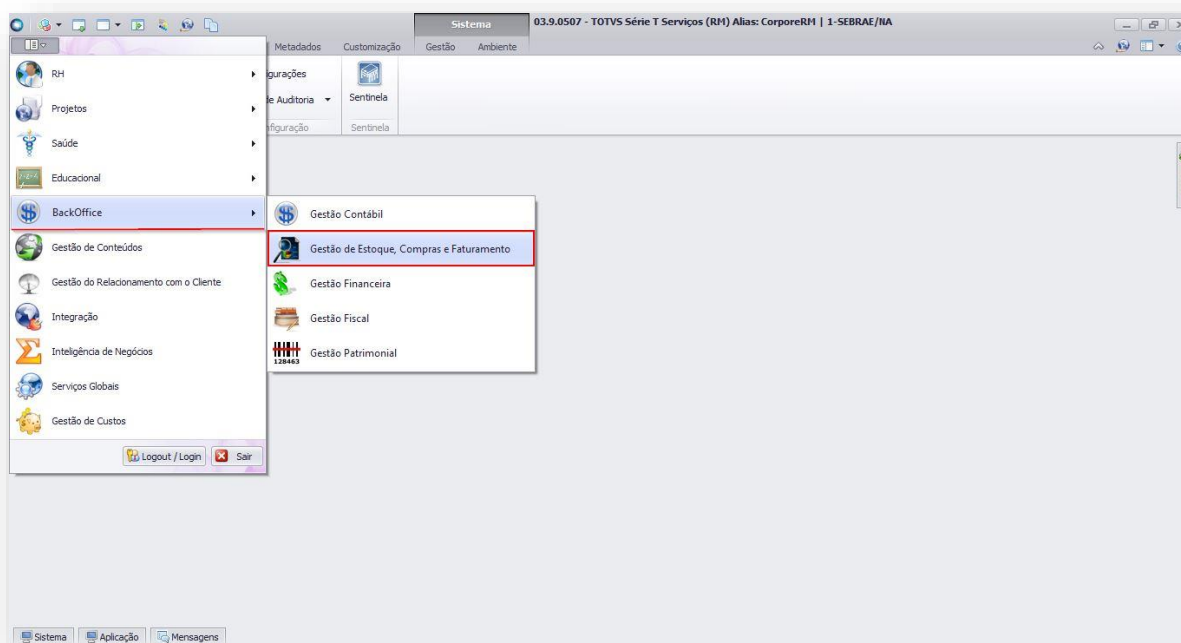 Sistema
03.9.0507 - TOTVS Série T Serviços (RM) Alias: CorporeRM | 1-SEBRAE/NA
Metadados Customização Gestão Ambiente
RH
igurações
Projetos
de Auditoria
Sentinela
Saúde
nfiguração
Sentinela
Educacional
BackOffice
Gestão Contábil
Gestão de Conteúdos
Gestão de Estoque, Compras e Faturamento
Gestão do Relacionamento com o Cliente
Gestão Financeira
Integração
Gestão Fiscal
Inteligência de Negócios
Gestão Patrimonial
128463
Serviços Globais
Gestão de Custos
Logout / Login Sair
Sistema Aplicação Mensagens